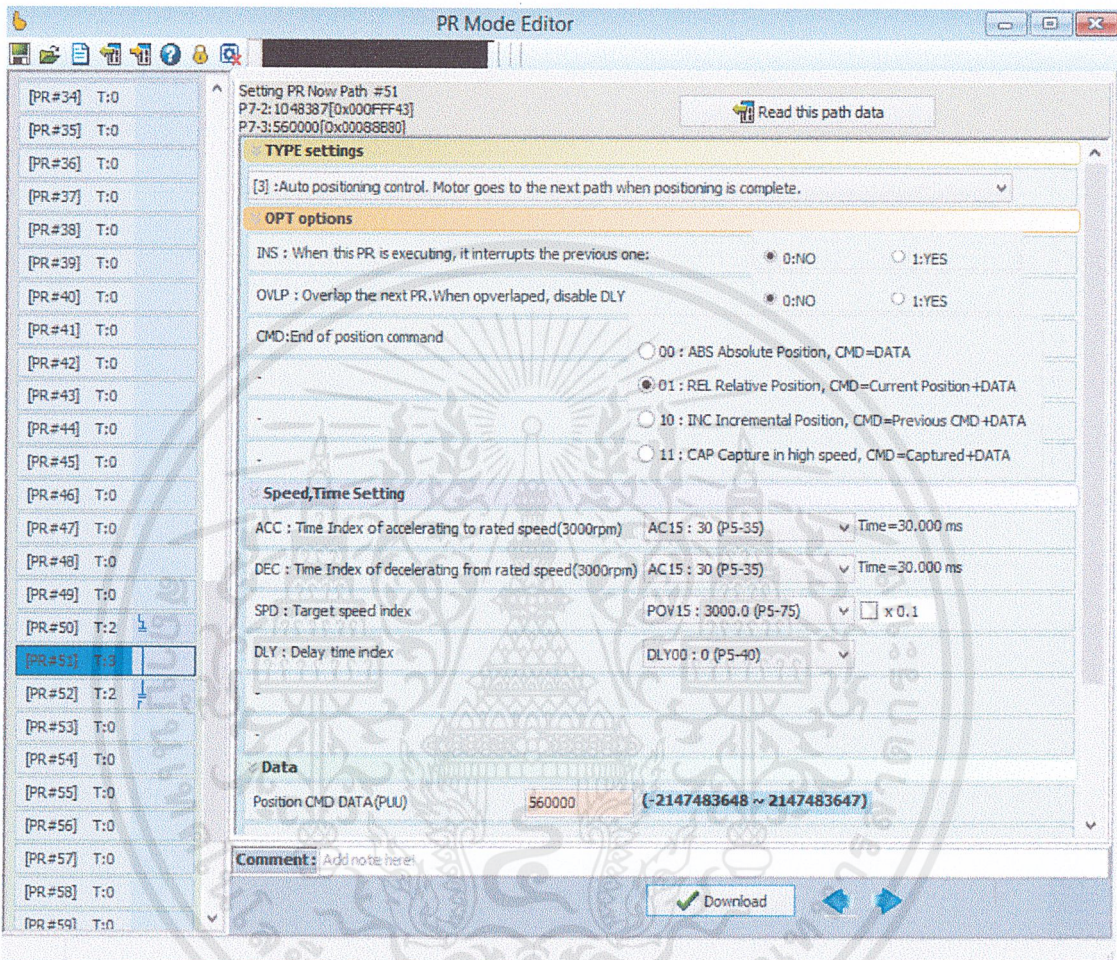 PR Mode Editor
[PR#34] T:0
[PR#35] T:0
[PR#36] T:0
[PR#37] T:0
[PR#38] T:0
[PR#39] T:0
[PR#40] T:0
[PR#41] T:0
[PR#42] T:0
[PR#43] T:0
[PR#44] T:0
[PR#45] T:0
[PR#46] T:0
[PR#47] T:0
[PR#48] T:0
[PR#49] T:0
[PR#50] T:2
[PR#51] T:3
[PR#52] T:2
[PR#53] T:0
[PR#54] T:0
[PR#55] T:0
[PR#56] T:0
[PR#57] T:0
[PR#58] T:0
[PR#59] T:0
Setting PR Now Path #51
P7-2:1048387[0x000FFF43]
P7-3:560000[0x00088B80]
Read this path data
TYPE settings
[3] :Auto positioning control. Motor goes to the next path when positioning is complete.
OPT options
INS : When this PR is executing, it interrupts the previous one: 0:NO 1:YES
OVLP : Overlap the next PR.When opverlaped, disable DLY 0:NO 1:YES
CMD:End of position command
00 : ABS Absolute Position, CMD=DATA
-
01 : REL Relative Position, CMD=Current Position+DATA
-
10 : INC Incremental Position, CMD=Previous CMD+DATA
-
11 : CAP Capture in high speed, CMD=Captured+DATA
Speed,Time Setting
ACC : Time Index of accelerating to rated speed(3000rpm) AC15 : 30 (P5-35) Time=30.000 ms
DEC : Time Index of decelerating from rated speed(3000rpm) AC15 : 30 (P5-35) Time=30.000 ms
SPD : Target speed index POV15 : 3000.0 (P5-75) x 0.1
DLY : Delay time index DLY00 : 0 (P5-40)
-
-
Data
Position CMD DATA(PUU) 560000 (-2147483648 ~ 2147483647)
Comment : Add note here!
Download